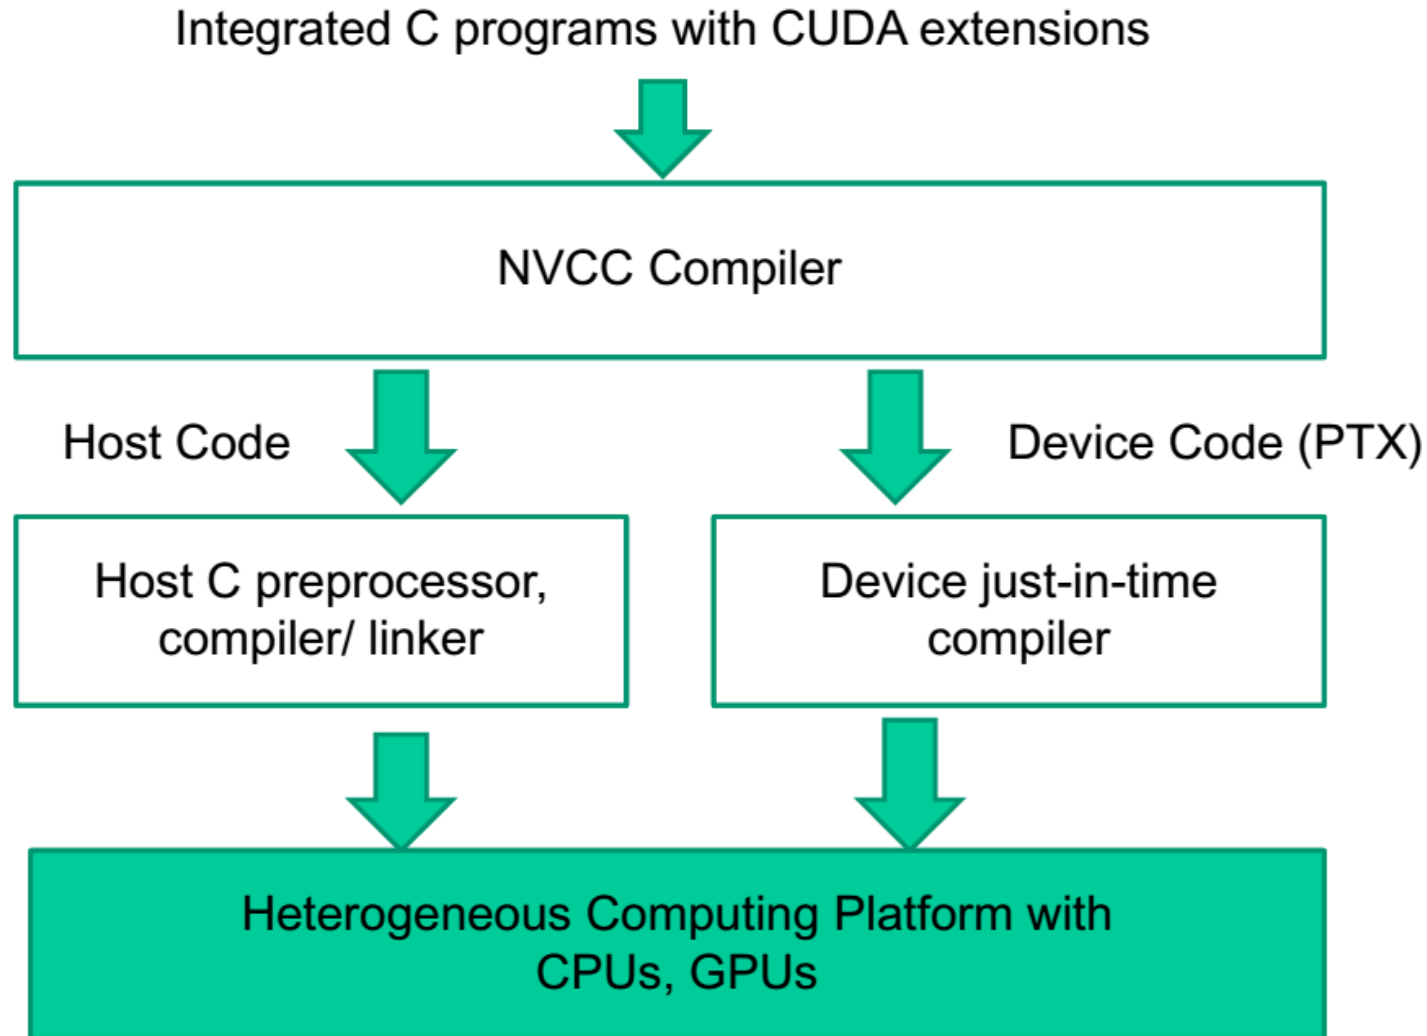 Integrated C programs with CUDA extensions
NVCC Compiler
Host Code
Device Code (PTX)
Host C preprocessor,
compiler/ linker
Device just-in-time
compiler
Heterogeneous Computing Platform with
CPUs, GPUs